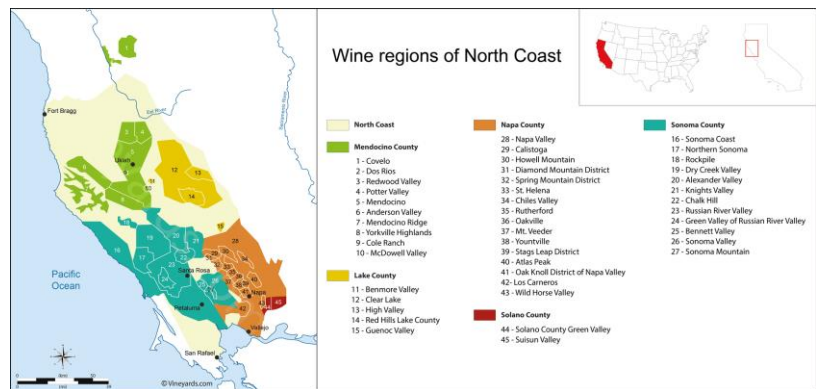 Wine regions of North Coast
Fort Bragg
Eel River
Sacramento River
Ukiah
Santa Rosa
Petaluma
Napa
Vallejo
San Rafael
Pacific
Ocean
© Vineyards.com
North Coast
Mendocino County
1 - Covelo
2 - Dos Rios
3 - Redwood Valley
4 - Potter Valley
5 - Mendocino
6 - Anderson Valley
7 - Mendocino Ridge
8 - Yorkville Highlands
9 - Cole Ranch
10 - McDowell Valley
Lake County
11 - Benmore Valley
12 - Clear Lake
13 - High Valley
14 - Red Hills Lake County
15 - Guenoc Valley
Napa County
28 - Napa Valley
29 - Calistoga
30 - Howell Mountain
31 - Diamond Mountain District
32 - Spring Mountain District
33 - St. Helena
34 - Chiles Valley
35 - Rutherford
36 - Oakville
37 - Mt. Veeder
38 - Yountville
39 - Stags Leap District
40 - Atlas Peak
41 - Oak Knoll District of Napa Valley
42 - Los Carneros
43 - Wild Horse Valley
Solano County
44 - Solano County Green Valley
45 - Suisun Valley
Sonoma County
16 - Sonoma Coast
17 - Northern Sonoma
18 - Rockpile
19 - Dry Creek Valley
20 - Alexander Valley
21 - Knights Valley
22 - Chalk Hill
23 - Russian River Valley
24 - Green Valley of Russian River Valley
25 - Bennett Valley
26 - Sonoma Valley
27 - Sonoma Mountain